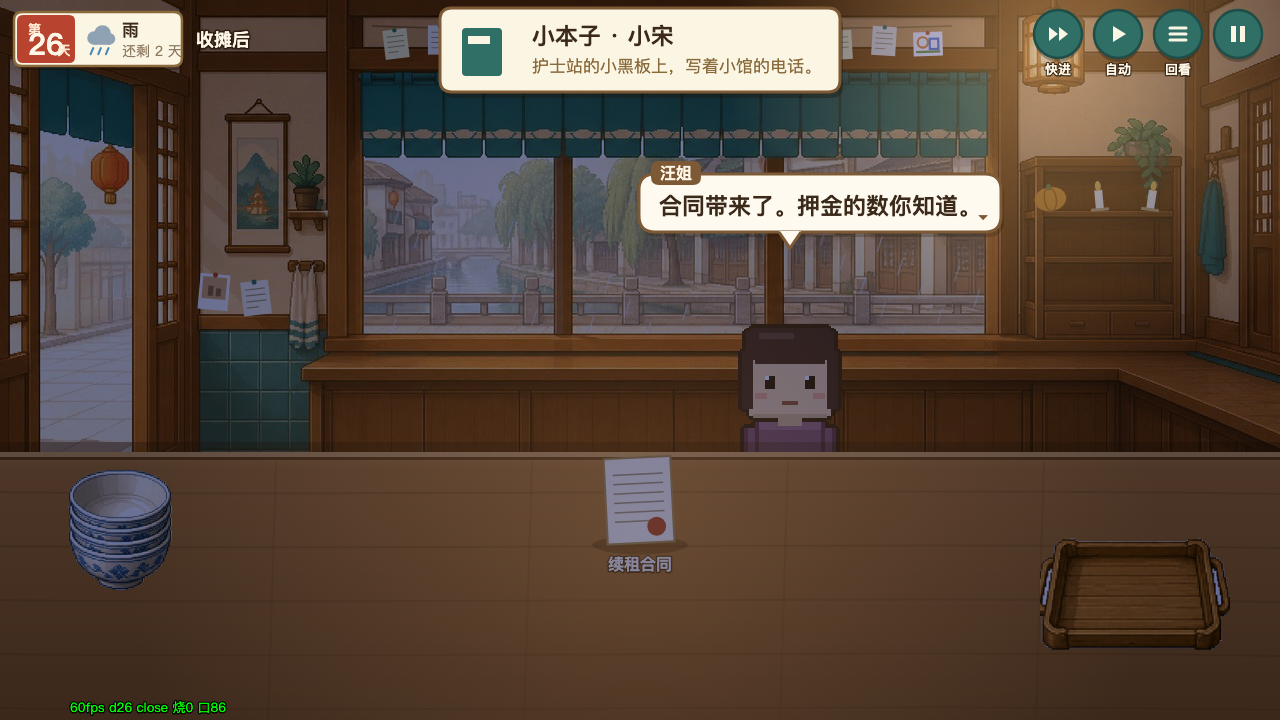 第
26天
雨
还剩 2 天
收摊后
小本子 · 小宋
护士站的小黑板上，写着小馆的电话。
快进
自动
回看
汪姐
合同带来了。押金的数你知道。
续租合同
60fps d26 close 烧0 口86